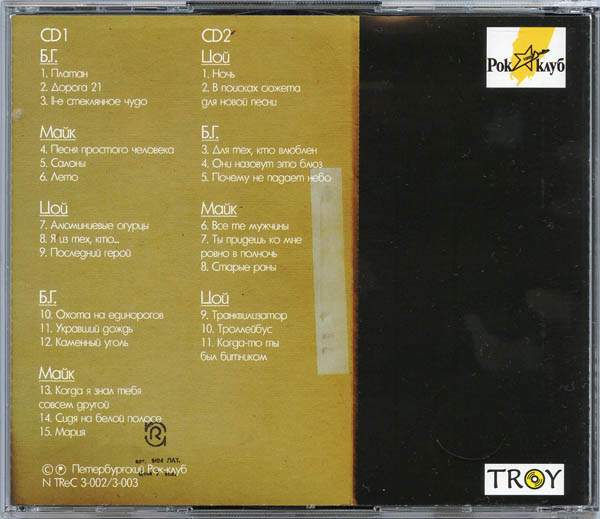 CD1
Б.Г.
1. Платан
2. Дорога 21
3. II-е стеклянное чудо
Майк
4. Песня простого человека
5. Салоны
6. Лето
Цой
7. Алюминиевые огурцы
8. Я из тех, кто...
9. Последний герой
Б.Г.
10. Охота на единорогов
11. Укравший дождь
12. Каменный уголь
Майк
13. Когда я знал тебя
совсем другой
14. Сидя на белой полосе
15. Мария
© ℗ Петербургский Рок-клуб
N TReC 3-002/3-003
CD2
Цой
1. Ночь
2. В поисках сюжета
для новой песни
Б.Г.
3. Для тех, кто влюблен
4. Они назовут это блюз
5. Почему не падает небо
Майк
6. Все те мужчины
7. Ты придешь ко мне
ровно в полночь
8. Старые раны
Цой
9. Транквилизатор
10. Троллейбус
11. Когда-то ты
был битником
Рок клуб
TROY